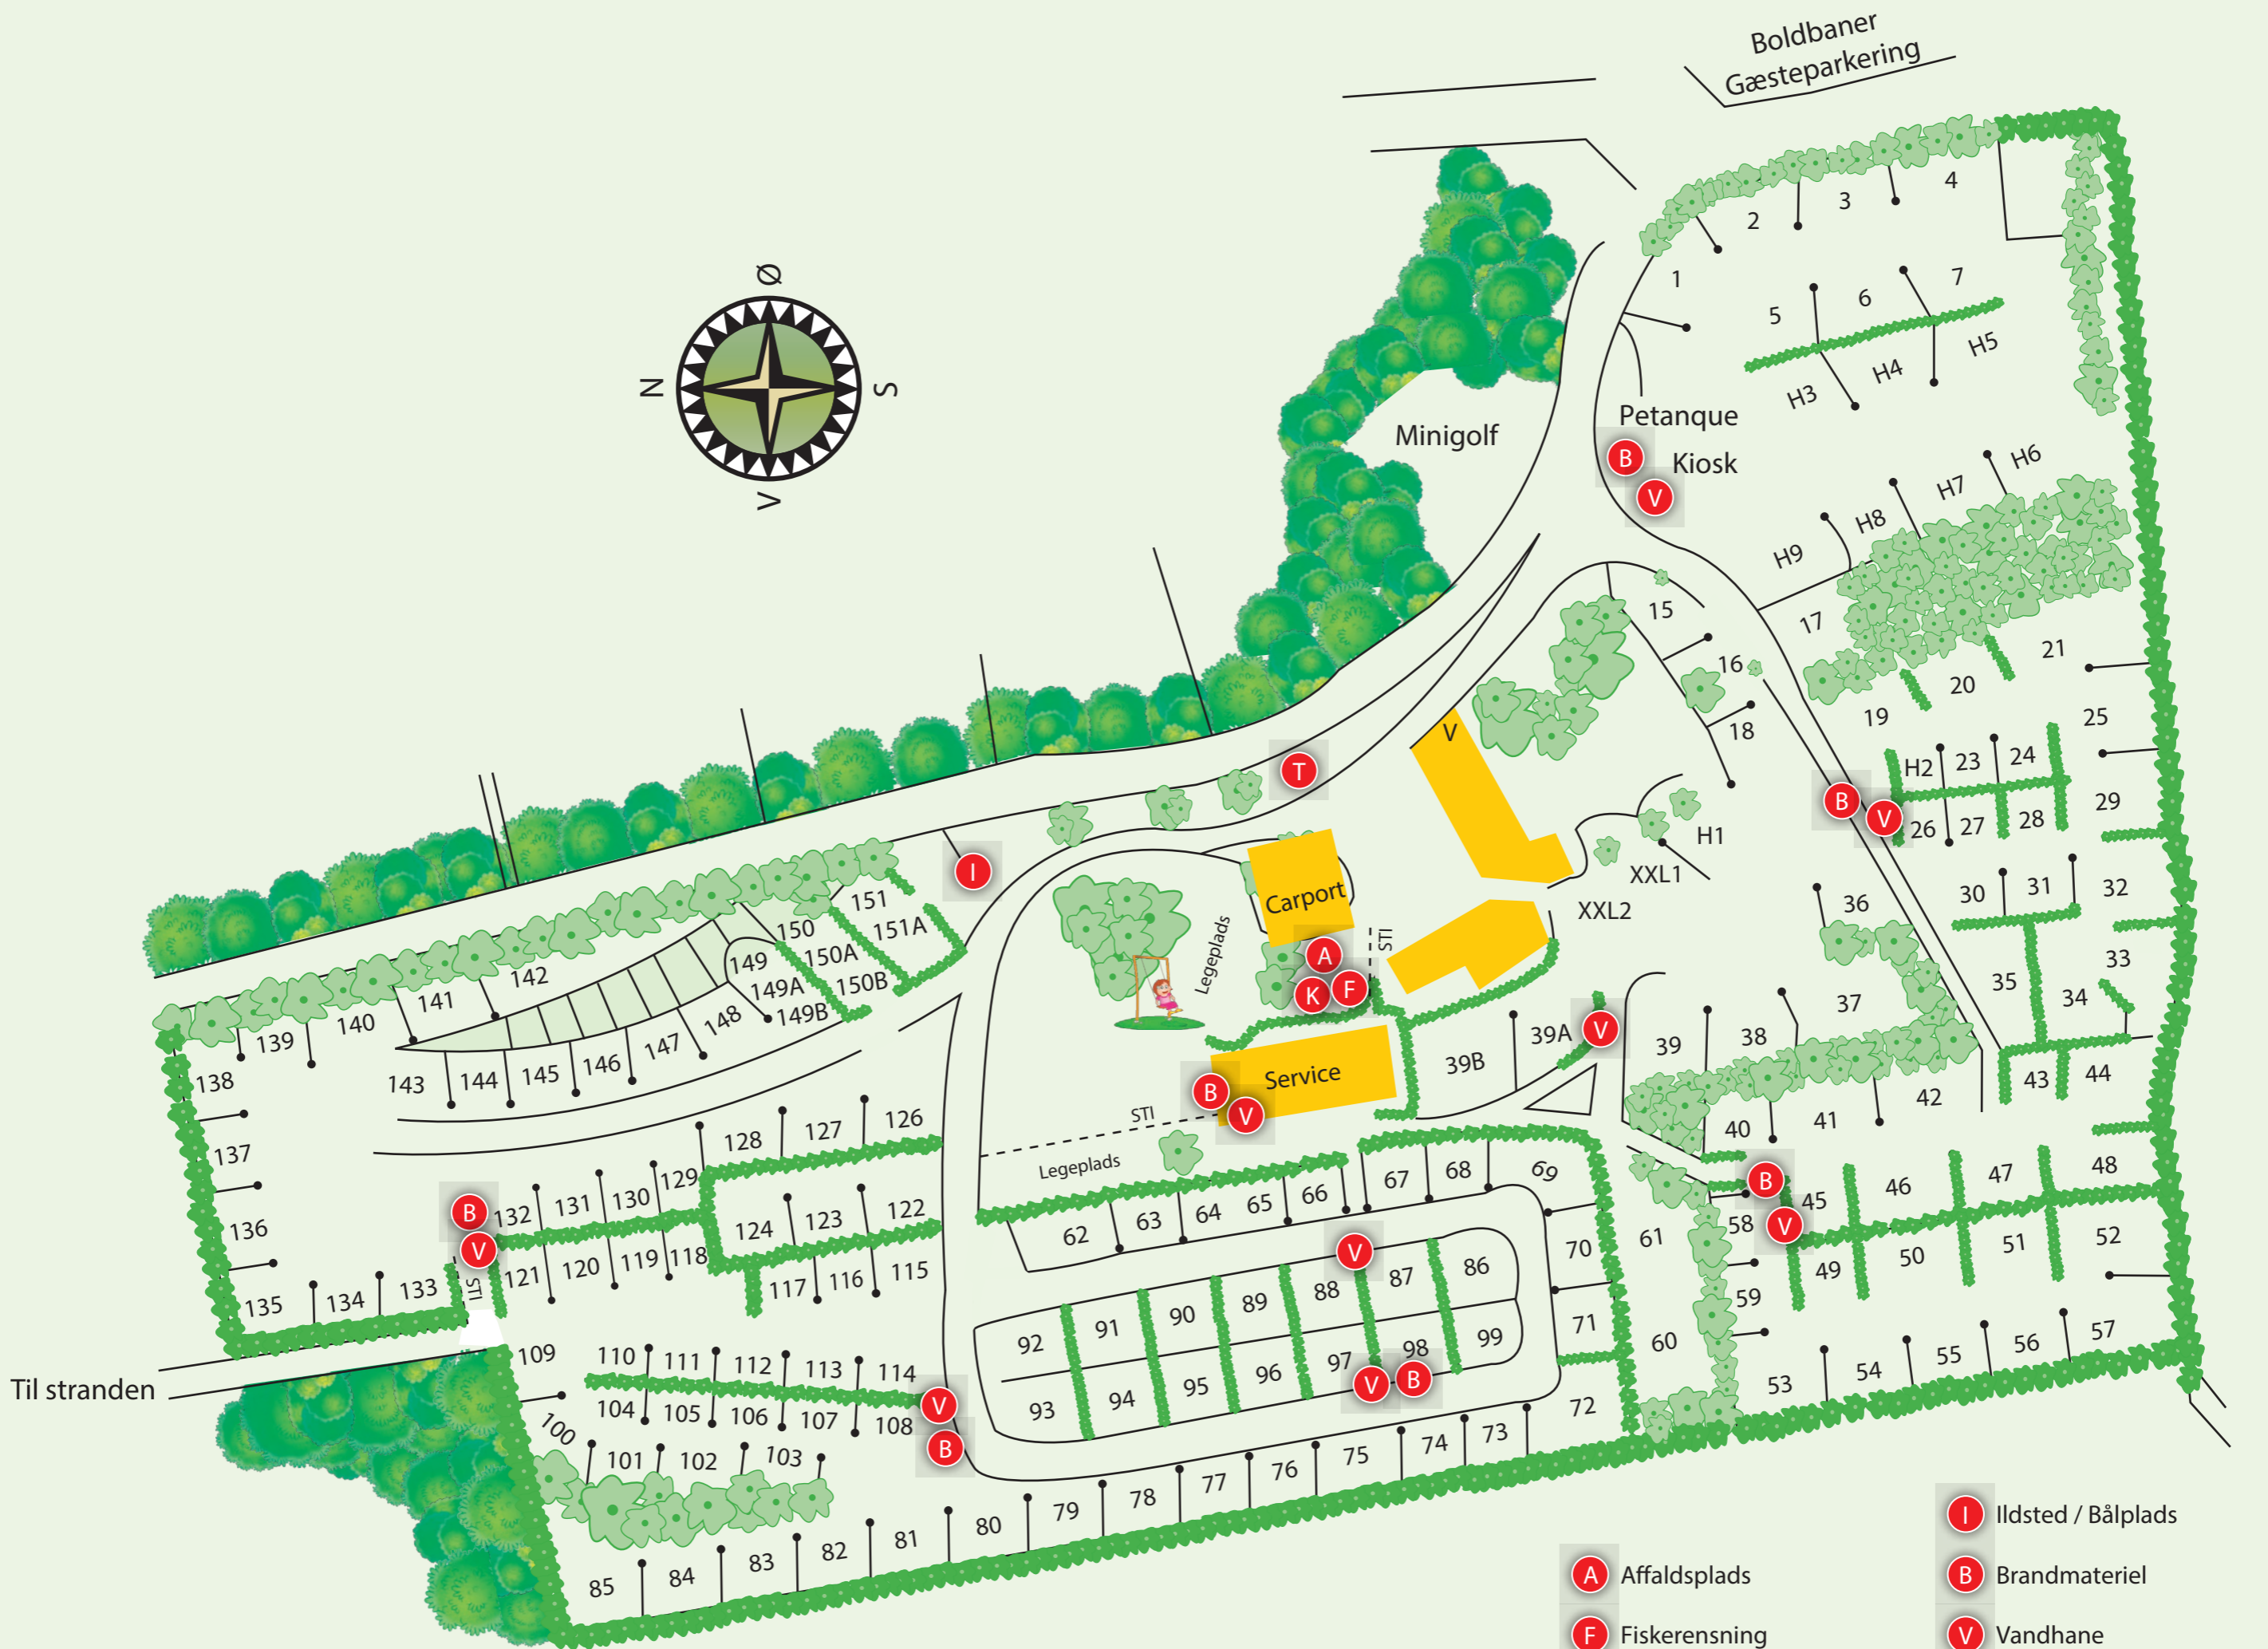 Boldbaner
Gæsteparkering
Ø
N
S
V
1
2
3
4
5
6
7
H3
H4
H5
Petanque
B
Kiosk
V
Minigolf
H6
H7
H8
H9
15
16
17
18
19
20
21
H2
23
24
25
B
V
26
27
28
29
30
31
32
33
34
35
36
37
38
39
V
H1
XXL1
XXL2
T
I
Carport
Legeplads
STI
A
K
F
Service
B
V
STI
Legeplads
39B
39A
V
40
41
42
43
44
B
V
45
46
47
48
49
50
51
52
53
54
55
56
57
58
59
60
61
151
151A
150
150A
150B
149
149A
149B
148
147
146
145
144
143
142
141
140
139
138
137
136
135
134
133
STI
B
V
132
131
130
129
128
127
126
124
123
122
121
120
119
118
117
116
115
62
63
64
65
66
67
68
69
70
71
72
V
92
91
90
89
88
87
86
93
94
95
96
97
98
99
V
B
Til stranden
109
110
111
112
113
114
V
B
100
104
105
106
107
108
101
102
103
85
84
83
82
81
80
79
78
77
76
75
74
73
I Ildsted / Bålplads
A Affaldsplads
B Brandmateriel
F Fiskerensning
V Vandhane